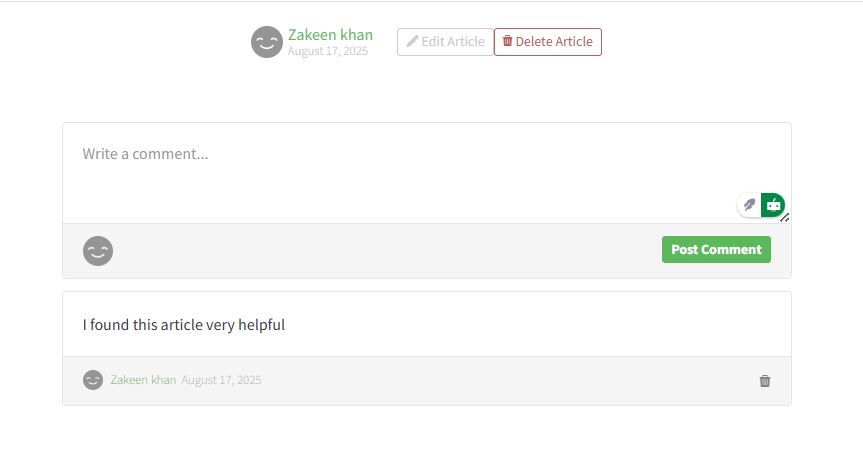 Zakeen khan
August 17, 2025
Edit Article
Delete Article
Write a comment...
Post Comment
I found this article very helpful
Zakeen khan August 17, 2025